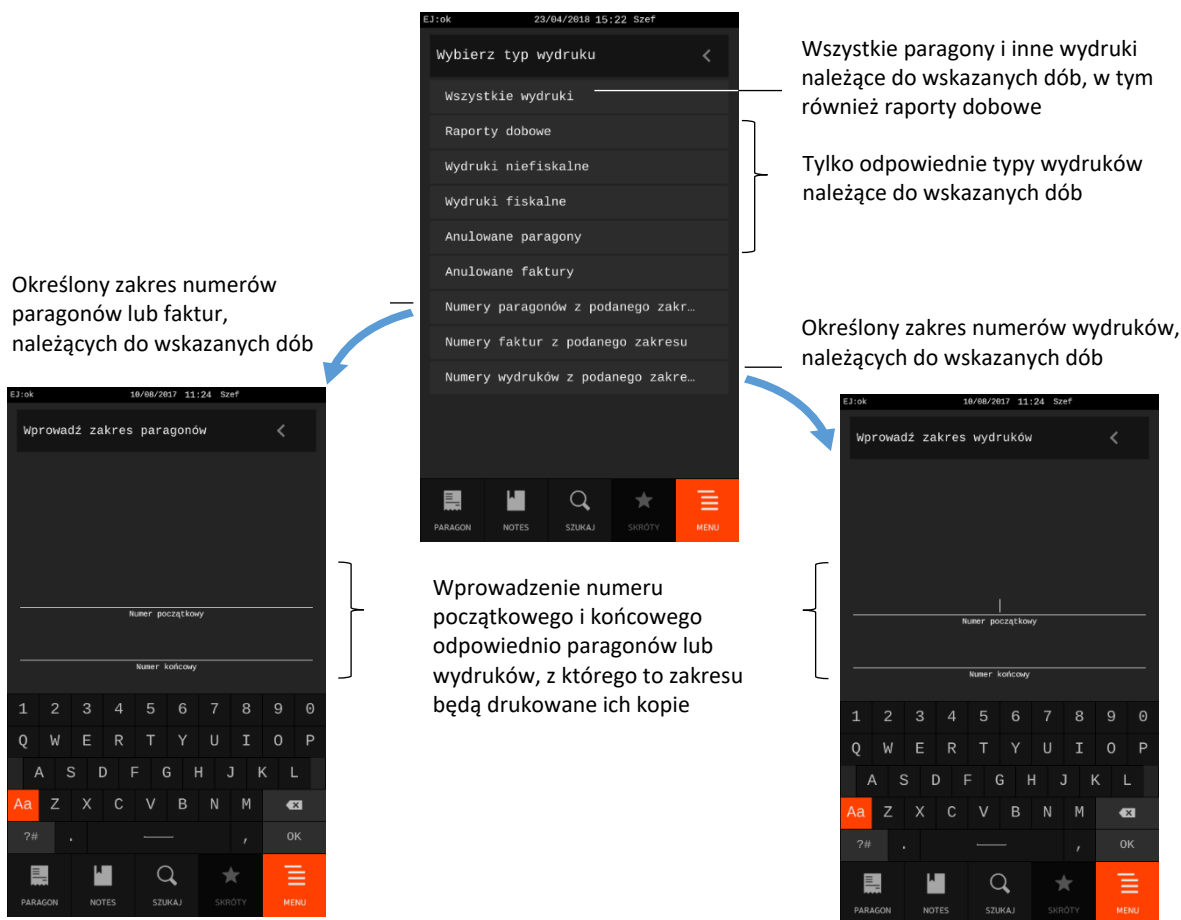 EJ:ok 23/04/2018 15:22 Szef
Wybierz typ wydruku <
Wszystkie wydruki
Raporty dobowe
Wydruki niefiskalne
Wydruki fiskalne
Anulowane paragony
Anulowane faktury
Numery paragonów z podanego zakr…
Numery faktur z podanego zakresu
Numery wydruków z podanego zakre…
PARAGON NOTES SZUKAJ SKRÓTY MENU
Wszystkie paragony i inne wydruki
należące do wskazanych dób, w tym
również raporty dobowe
Tylko odpowiednie typy wydruków
należące do wskazanych dób
Określony zakres numerów
paragonów lub faktur,
należących do wskazanych dób
Określony zakres numerów wydruków,
należących do wskazanych dób
EJ:ok 10/08/2017 11:24 Szef
Wprowadź zakres paragonów <
Numer początkowy
Numer końcowy
1 2 3 4 5 6 7 8 9 0
Q W E R T Y U I O P
A S D F G H J K L
Aa Z X C V B N M
?# . , OK
PARAGON NOTES SZUKAJ SKRÓTY MENU
Wprowadzenie numeru
początkowego i końcowego
odpowiednio paragonów lub
wydruków, z którego to zakresu
będą drukowane ich kopie
EJ:ok 10/08/2017 11:24 Szef
Wprowadź zakres wydruków <
Numer początkowy
Numer końcowy
1 2 3 4 5 6 7 8 9 0
Q W E R T Y U I O P
A S D F G H J K L
Aa Z X C V B N M
?# . , OK
PARAGON NOTES SZUKAJ SKRÓTY MENU